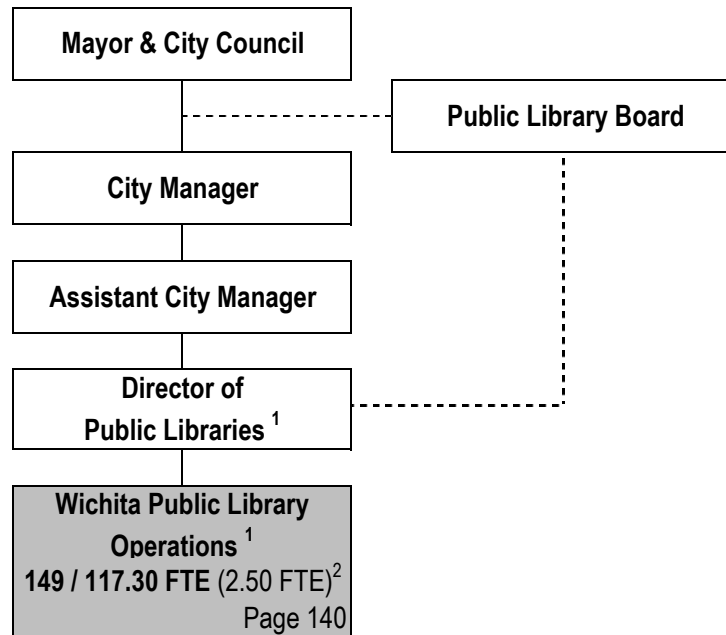 Mayor & City Council
Public Library Board
City Manager
Assistant City Manager
Director of
Public Libraries ¹
Wichita Public Library
Operations ¹
149 / 117.30 FTE (2.50 FTE)²
Page 140